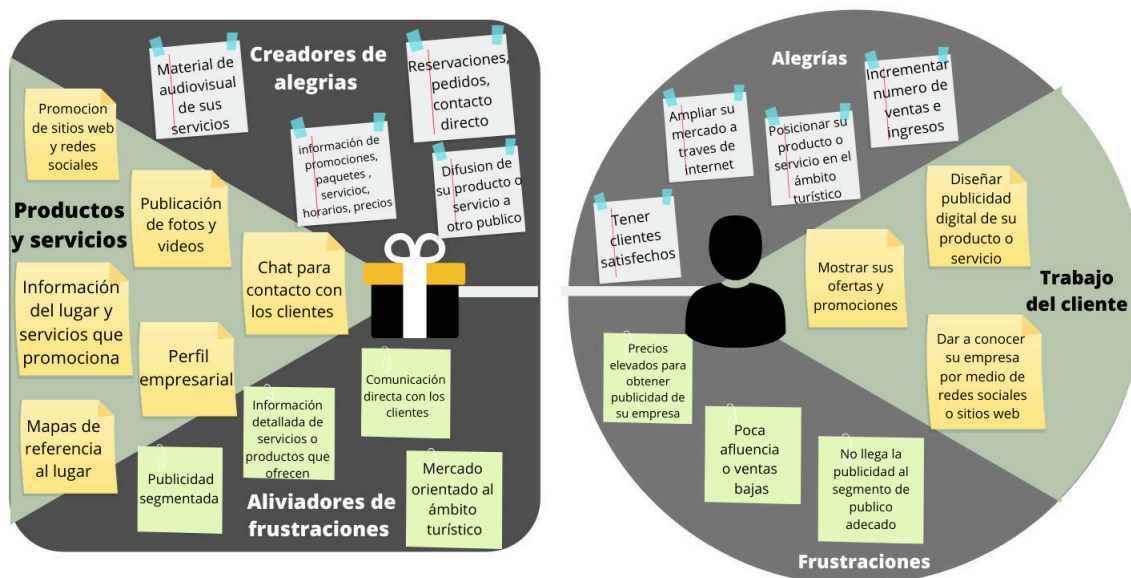 Creadores de
alegrias
Material de
audiovisual
de sus
servicios
Reservaciones,
pedidos,
contacto
directo
información de
promociones,
paquetes ,
servicioc,
horarios, precios
Difusion de
su producto o
servicio a
otro publico
Productos
y servicios
Promocion
de sitios web
y redes
sociales
Publicación
de fotos y
videos
Información
del lugar y
servicios que
promociona
Chat para
contacto con
los clientes
Perfil
empresarial
Mapas de
referencia
al lugar
Publicidad
segmentada
Información
detallada de
servicios o
productos que
ofrecen
Comunicación
directa con los
clientes
Mercado
orientado al
ámbito
turístico
Aliviadores de
frustraciones
Alegrías
Ampliar su
mercado a
traves de
internet
Posicionar su
producto o
servicio en el
ámbito
turístico
Incrementar
numero de
ventas e
ingresos
Tener
clientes
satisfechos
Diseñar
publicidad
digital de su
producto o
servicio
Mostrar sus
ofertas y
promociones
Trabajo
del cliente
Dar a conocer
su empresa
por medio de
redes sociales
o sitios web
Precios
elevados para
obtener
publicidad de
su empresa
Poca
afluencia
o ventas
bajas
No llega la
publicidad al
segmento de
publico
adecado
Frustraciones